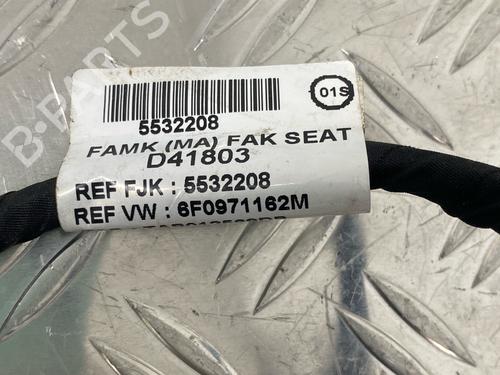 B-PARTS
5532208
01S
FAMK (MA) FAK SEAT
D41803
REF FJK : 5532208
REF VW : 6F0971162M